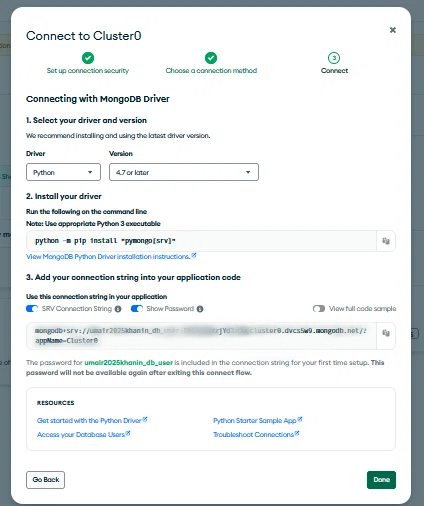 Connect to Cluster0
Set up connection security
Choose a connection method
3
Connect
Connecting with MongoDB Driver
1. Select your driver and version
We recommend installing and using the latest driver version.
Driver
Version
Python
4.7 or later
2. Install your driver
Run the following on the command line
Note: Use appropriate Python 3 executable
python -m pip install "pymongo[srv]"
View MongoDB Python Driver installation instructions.
3. Add your connection string into your application code
Use this connection string in your application
SRV Connection String
Show Password
View full code sample
mongodb+srv://umair2025khanin_db_
cluster0.dvcs5w9.mongodb.net/?
appName=Cluster0
The password for umair2025khanin_db_user is included in the connection string for your first time setup. This
password will not be available again after exiting this connect flow.
RESOURCES
Get started with the Python Driver
Python Starter Sample App
Access your Database Users
Troubleshoot Connections
Go Back
Done